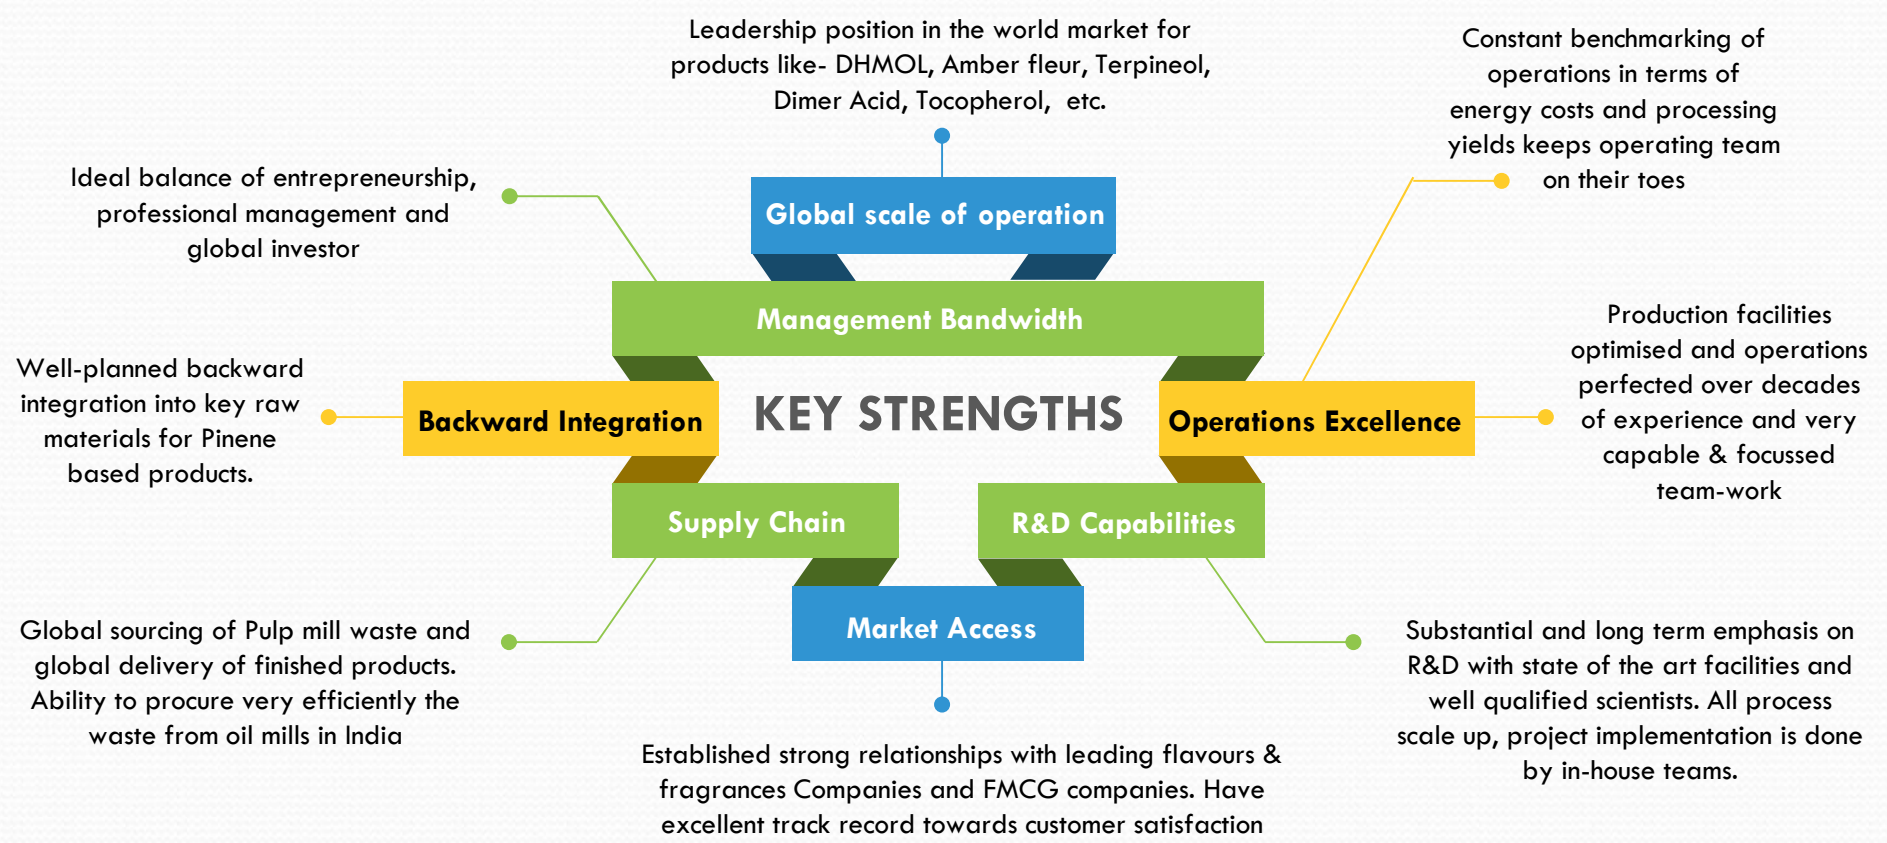 Leadership position in the world market for
products like- DHMOL, Amber fleur, Terpineol,
Dimer Acid, Tocopherol, etc.
Constant benchmarking of
operations in terms of
energy costs and processing
yields keeps operating team
on their toes
Ideal balance of entrepreneurship,
professional management and
global investor
Global scale of operation
Management Bandwidth
Production facilities
optimised and operations
perfected over decades
of experience and very
capable & focussed
team-work
Well-planned backward
integration into key raw
materials for Pinene
based products.
Backward Integration
KEY STRENGTHS
Operations Excellence
Supply Chain
R&D Capabilities
Market Access
Global sourcing of Pulp mill waste and
global delivery of finished products.
Ability to procure very efficiently the
waste from oil mills in India
Substantial and long term emphasis on
R&D with state of the art facilities and
well qualified scientists. All process
scale up, project implementation is done
by in-house teams.
Established strong relationships with leading flavours &
fragrances Companies and FMCG companies. Have
excellent track record towards customer satisfaction